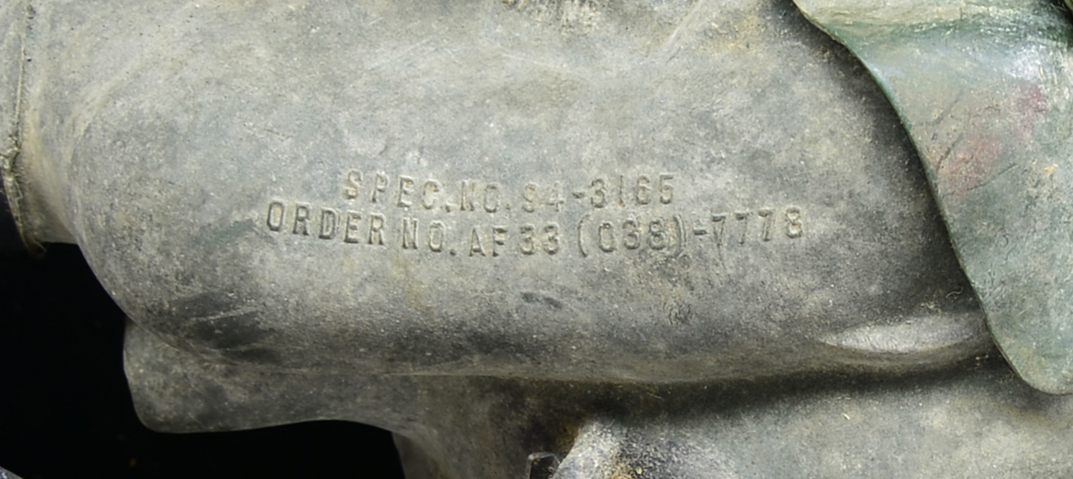 SPEC.NO.94-3165
ORDER NO.AF33(038)-7778